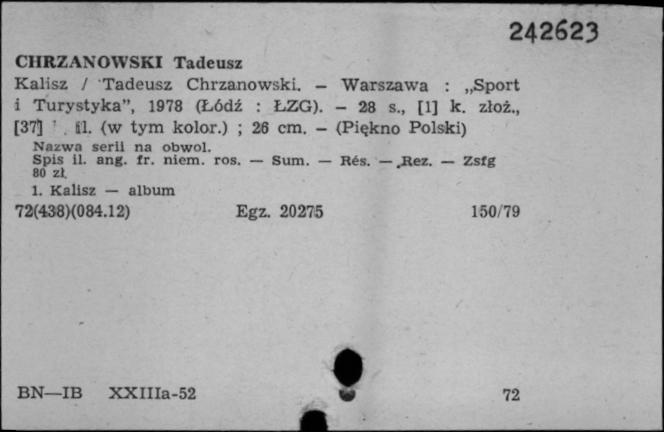 242623
CHRZANOWSKI Tadeusz
Kalisz / Tadeusz Chrzanowski. — Warszawa : „Sport
i Turystyka”, 1978 (Łódź : ŁZG). — 28 s., [1] k. złoż.,
[37] il. (w tym kolor.) ; 26 cm. — (Piękno Polski)
Nazwa serii na obwol.
Spis il. ang. fr. niem. ros. — Sum. — Rés. — Rez. — Zsfg
80 zł.
1. Kalisz — album
72(438)(084.12) Egz. 20275 150/79
BN—IB XXIIIa-52 72